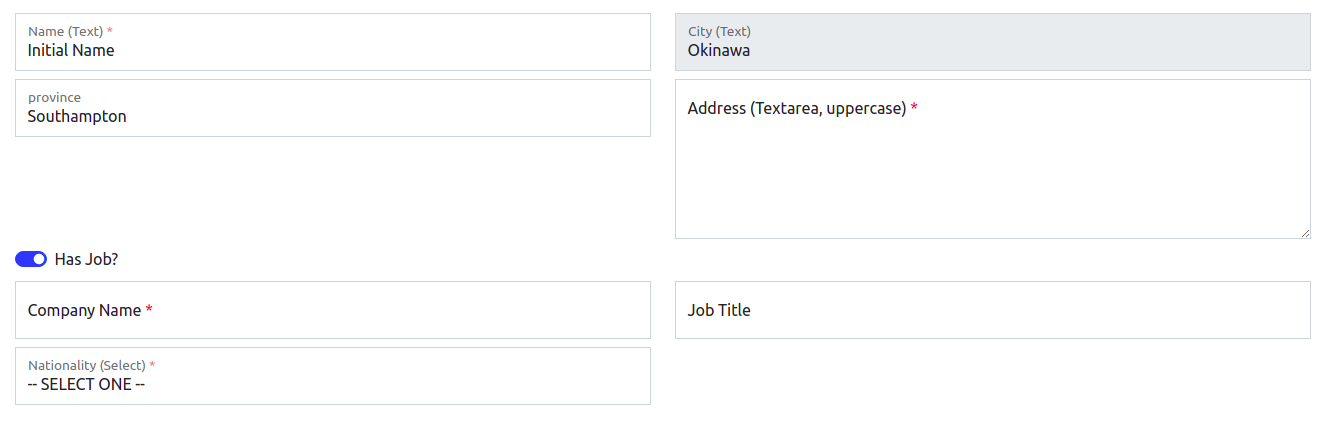 Name (Text) *
Initial Name
City (Text)
Okinawa
province
Southampton
Address (Textarea, uppercase) *
Has Job?
Company Name *
Job Title
Nationality (Select) *
-- SELECT ONE --